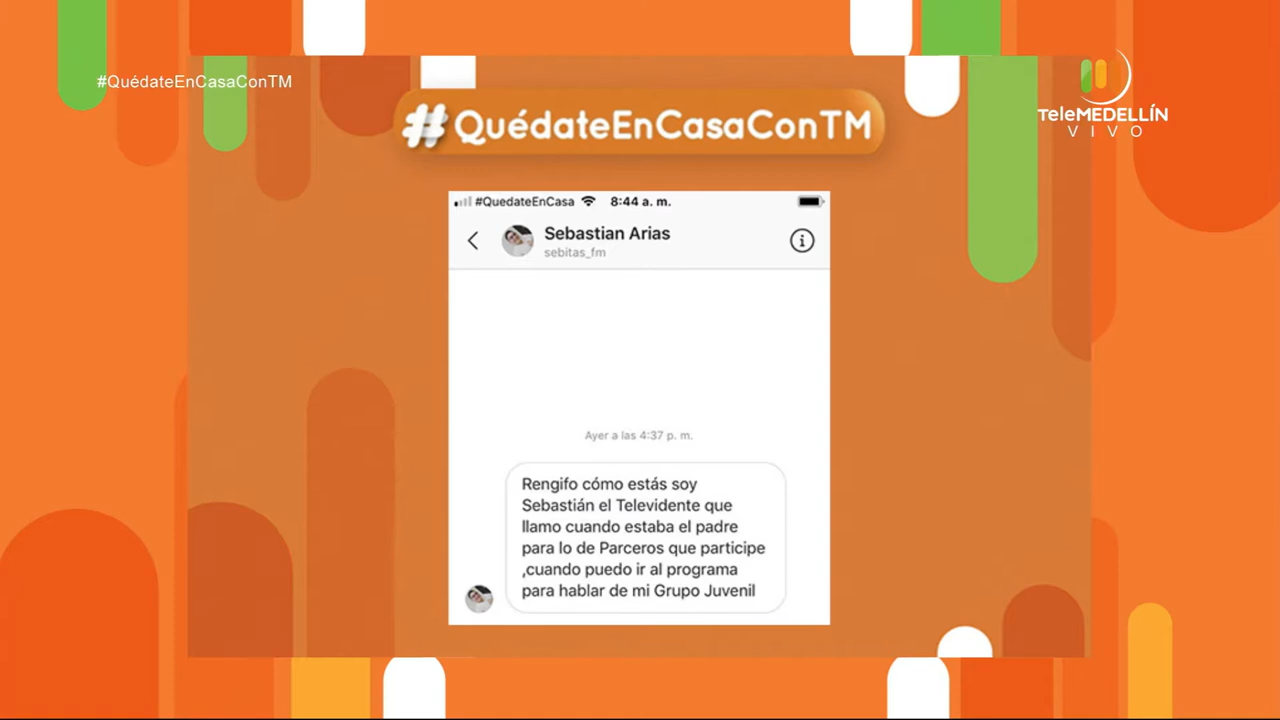 #QuédateEnCasaConTM
TeleMEDELLÍN
VIVO
#QuédateEnCasaConTM
#QuedateEnCasa 8:44 a. m.
Sebastian Arias
sebitas_fm
Ayer a las 4:37 p. m.
Rengifo cómo estás soy
Sebastián el Televidente que
llamo cuando estaba el padre
para lo de Parceros que participe
,cuando puedo ir al programa
para hablar de mi Grupo Juvenil